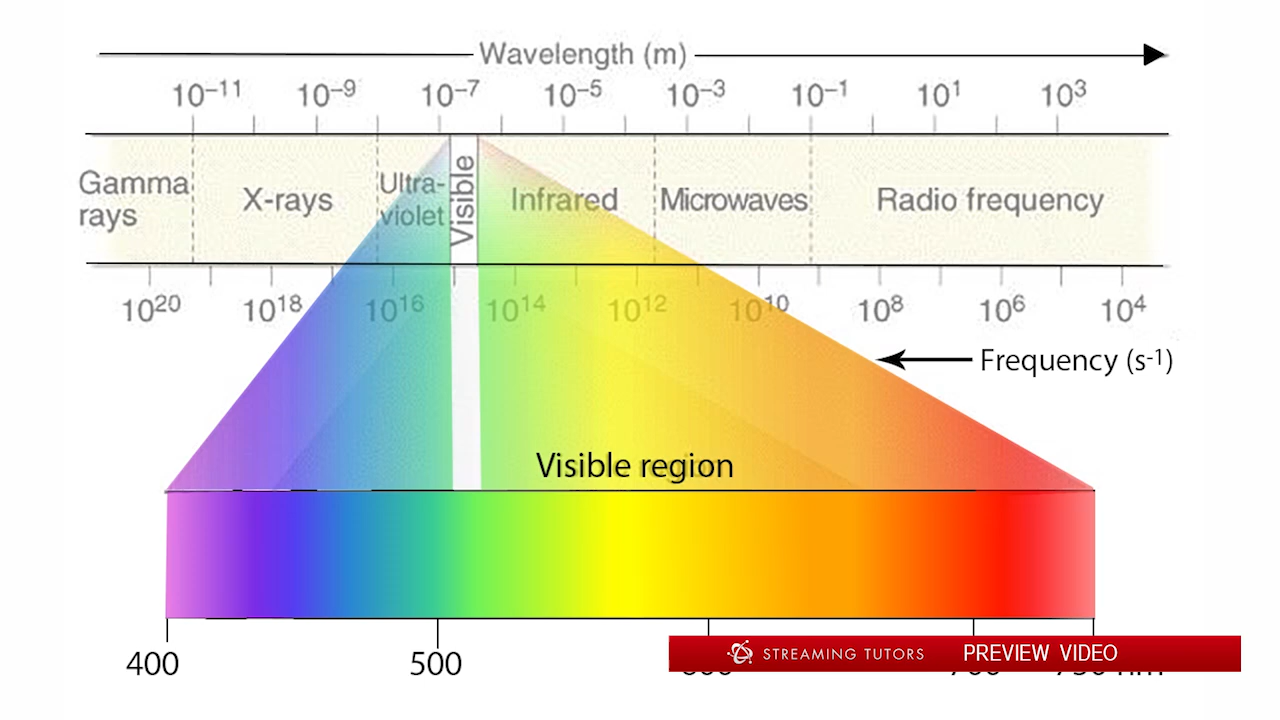 Wavelength (m)
10⁻¹¹ 10⁻⁹ 10⁻⁷ 10⁻⁵ 10⁻³ 10⁻¹ 10¹ 10³
Gamma rays X-rays Ultra-violet Visible Infrared Microwaves Radio frequency
10²⁰ 10¹⁸ 10¹⁶ 10¹⁴ 10¹² 10¹⁰ 10⁸ 10⁶ 10⁴
Frequency (s⁻¹)
Visible region
400 500
STREAMING TUTORS PREVIEW VIDEO